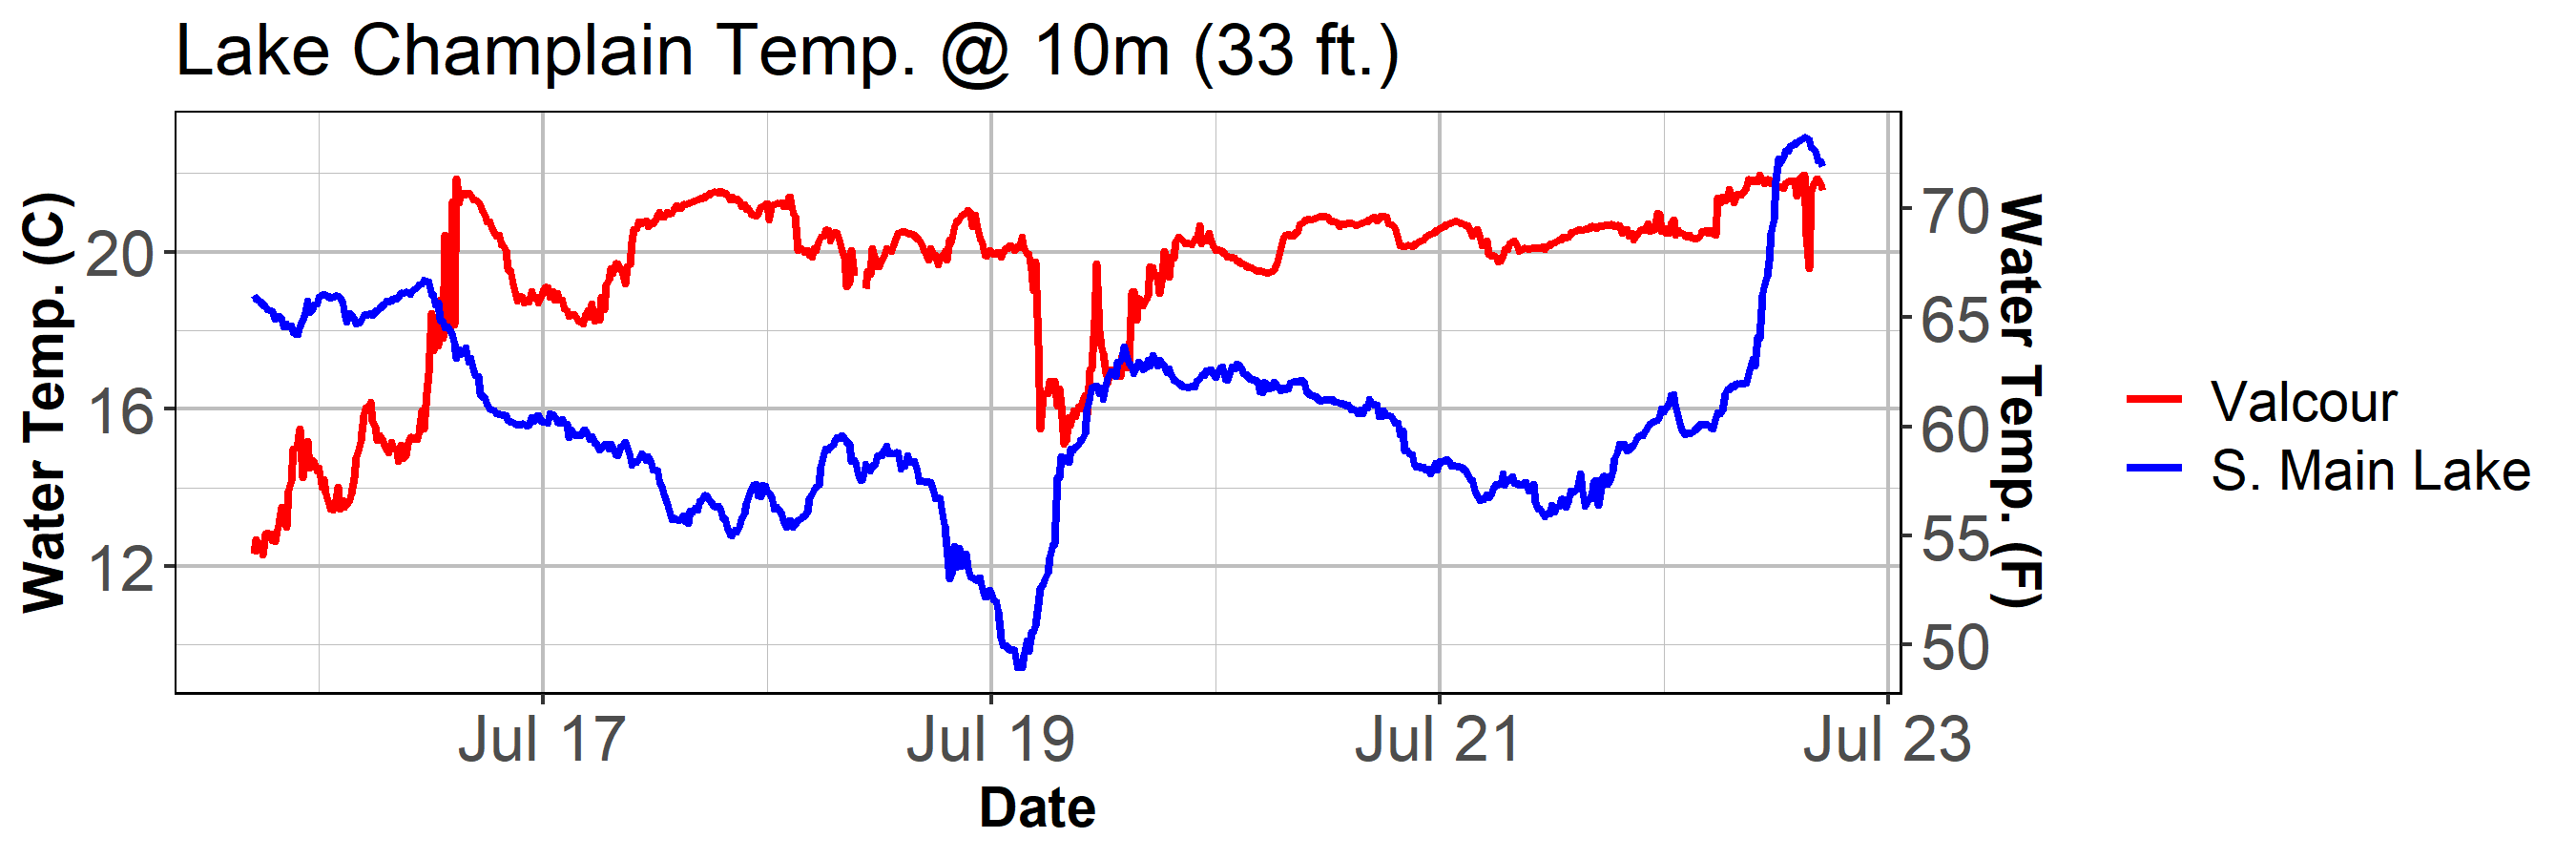 Lake Champlain Temp. @ 10m (33 ft.)
Water Temp. (C)
20
16
12
70
65
60
55
50
Water Temp. (F)
Jul 17
Jul 19
Jul 21
Jul 23
Date
Valcour
S. Main Lake